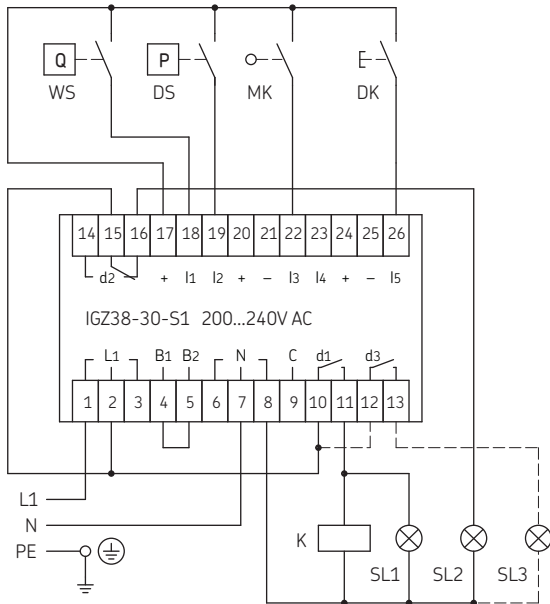 Q P
WS DS MK DK
14 15 16 17 18 19 20 21 22 23 24 25 26
d2 + I1 I2 + – I3 I4 + – I5
IGZ38-30-S1 200...240V AC
L1 B1 B2 N C d1 d3
1 2 3 4 5 6 7 8 9 10 11 12 13
L1
N
PE
K
SL1 SL2 SL3